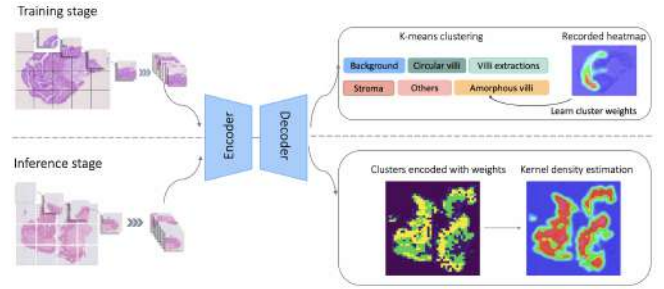 Training stage
K-means clustering
Recorded heatmap
Background
Circular villi
Villi extractions
Stroma
Others
Amorphous villi
Learn cluster weights
Encoder
Decoder
Inference stage
Clusters encoded with weights
Kernel density estimation